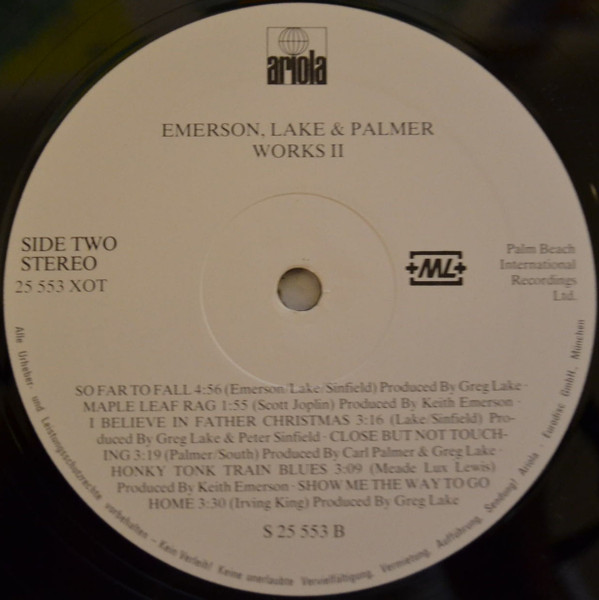 ariola
EMERSON, LAKE & PALMER
WORKS II
SIDE TWO
STEREO
25 553 XOT
+ML+
Palm Beach
International
Recordings
Ltd.
SO FAR TO FALL 4:56 (Emerson/Lake/Sinfield) Produced By Greg Lake ·
MAPLE LEAF RAG 1:55 (Scott Joplin) Produced By Keith Emerson ·
I BELIEVE IN FATHER CHRISTMAS 3:16 (Lake/Sinfield) Pro-
duced By Greg Lake & Peter Sinfield · CLOSE BUT NOT TOUCH-
ING 3:19 (Palmer/South) Produced By Carl Palmer & Greg Lake ·
HONKY TONK TRAIN BLUES 3:09 (Meade Lux Lewis)
Produced By Keith Emerson · SHOW ME THE WAY TO GO
HOME 3:30 (Irving King) Produced By Greg Lake
S 25 553 B
Alle Urheber- und Leistungsschutzrechte vorbehalten – Kein Verleih! Keine unerlaubte Vervielfältigung, Vermietung, Aufführung, Sendung! Ariola - Eurodisc GmbH., München